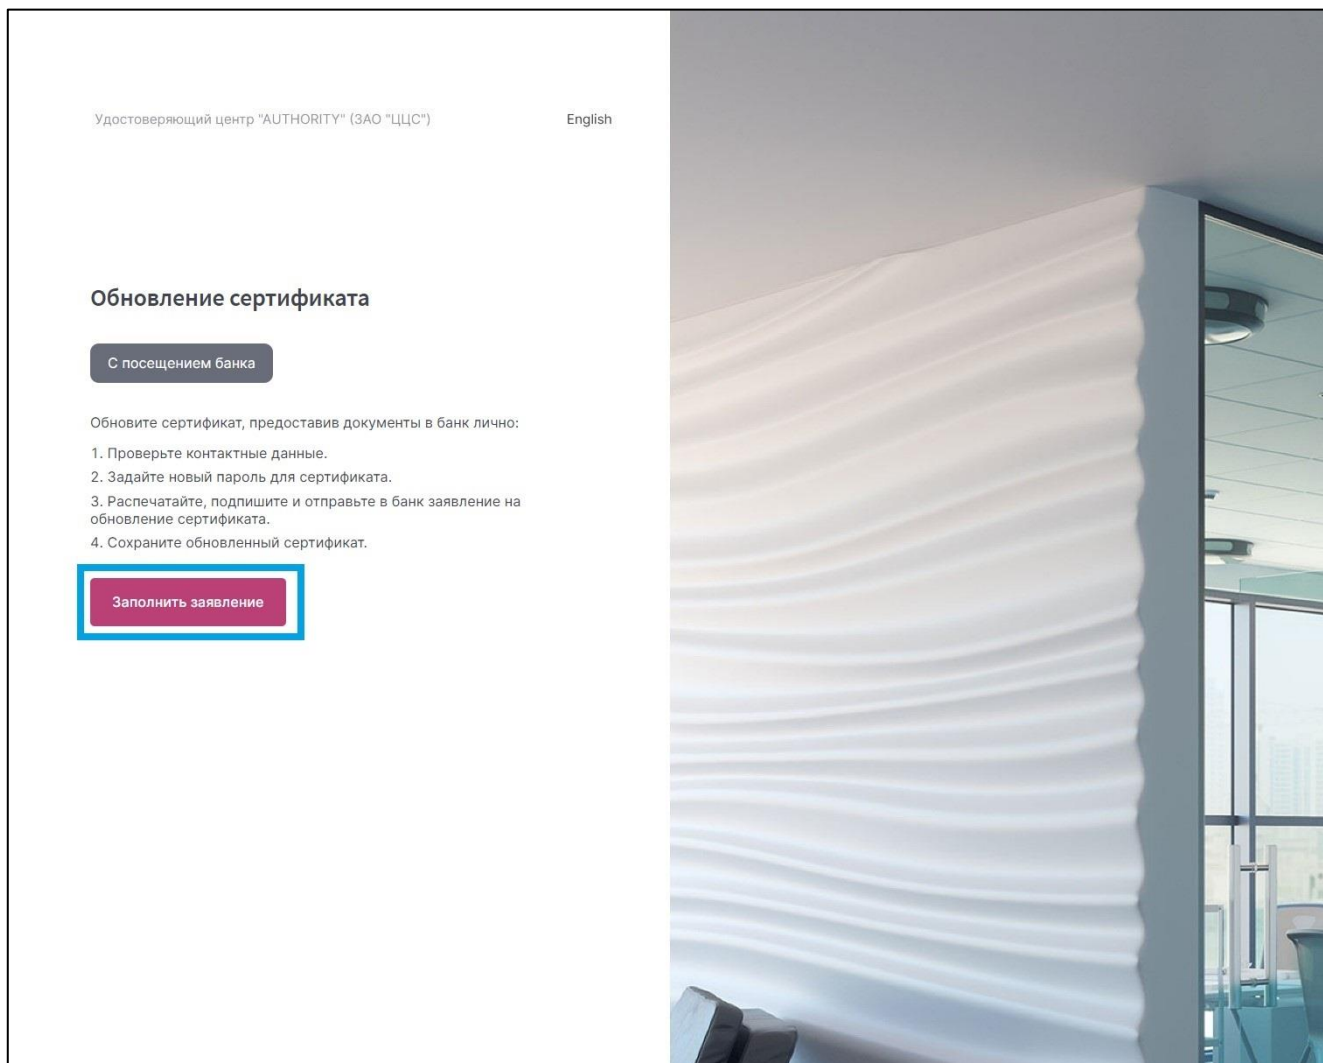 Удостоверяющий центр "AUTHORITY" (ЗАО "ЦЦС")
English
Обновление сертификата
С посещением банка
Обновите сертификат, предоставив документы в банк лично:
1. Проверьте контактные данные.
2. Задайте новый пароль для сертификата.
3. Распечатайте, подпишите и отправьте в банк заявление на
обновление сертификата.
4. Сохраните обновленный сертификат.
Заполнить заявление